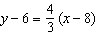 y − 6 = 4/3 (x − 8)